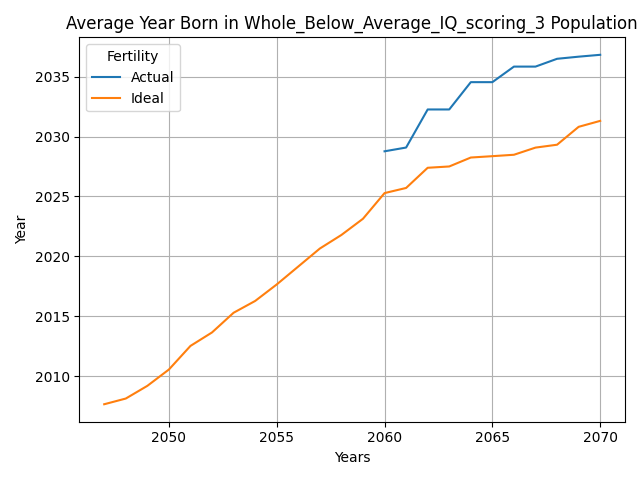 Average Year Born in Whole_Below_Average_IQ_scoring_3 Population
Fertility
Actual
Ideal
Year
2035
2030
2025
2020
2015
2010
2050 2055 2060 2065 2070
Years